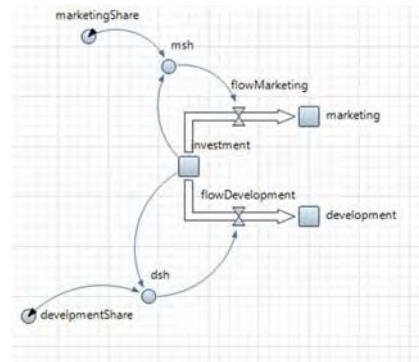 marketingShare
msh
flowMarketing
marketing
nvestment
flowDevelopment
development
dsh
develpmentShare